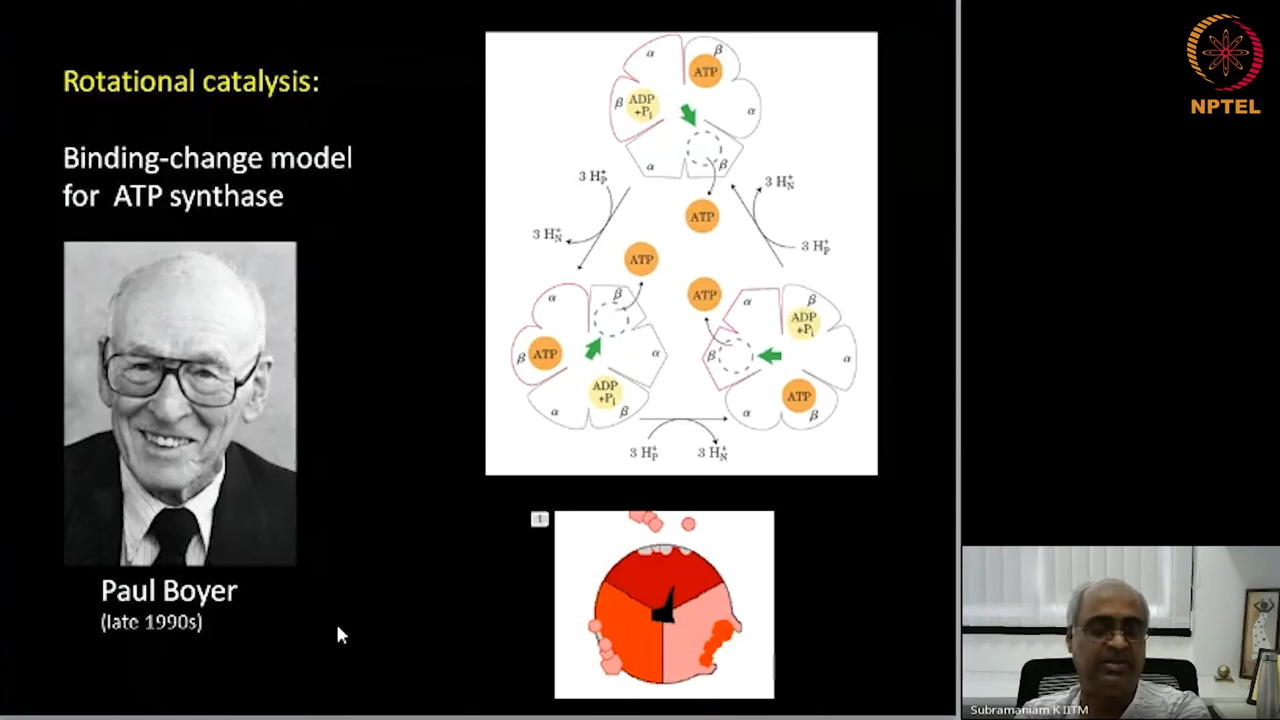 Rotational catalysis:
Binding-change model
for ATP synthase
Paul Boyer
(late 1990s)
α
β
ATP
β
ADP
+Pi
α
α
β
3 H+P
3 H+N
ATP
3 H+N
3 H+P
ATP
ATP
α
β
β
ATP
α
ADP
+Pi
α
β
α
β
ADP
+Pi
β
α
ATP
α
β
3 H+P
3 H+N
1
NPTEL
Subramaniam K IITM